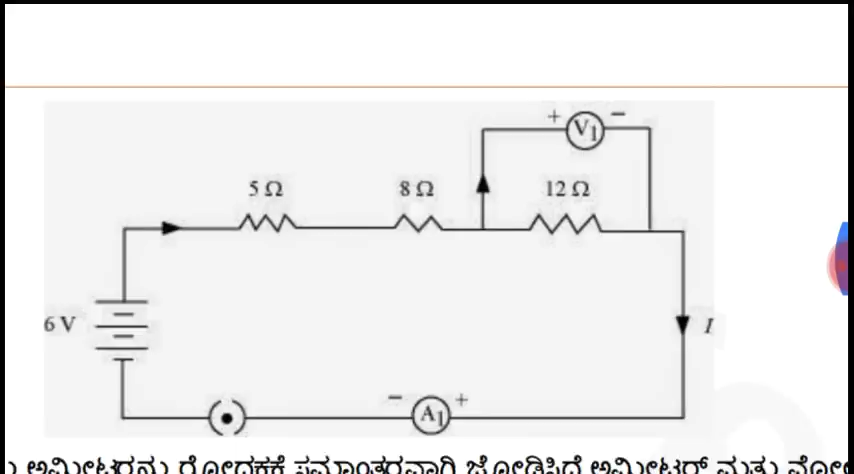 + V1 −
5 Ω 8 Ω 12 Ω
6 V I
− A1 +
ಅಮ್ಮೀಟರನ್ನು ರೋಧಕಕ್ಕೆ ಸಮಾಂತರವಾಗಿ ಜೋಡಿಸಿದೆ ಅಮ್ಮೀಟರ್ ಮತ್ತು